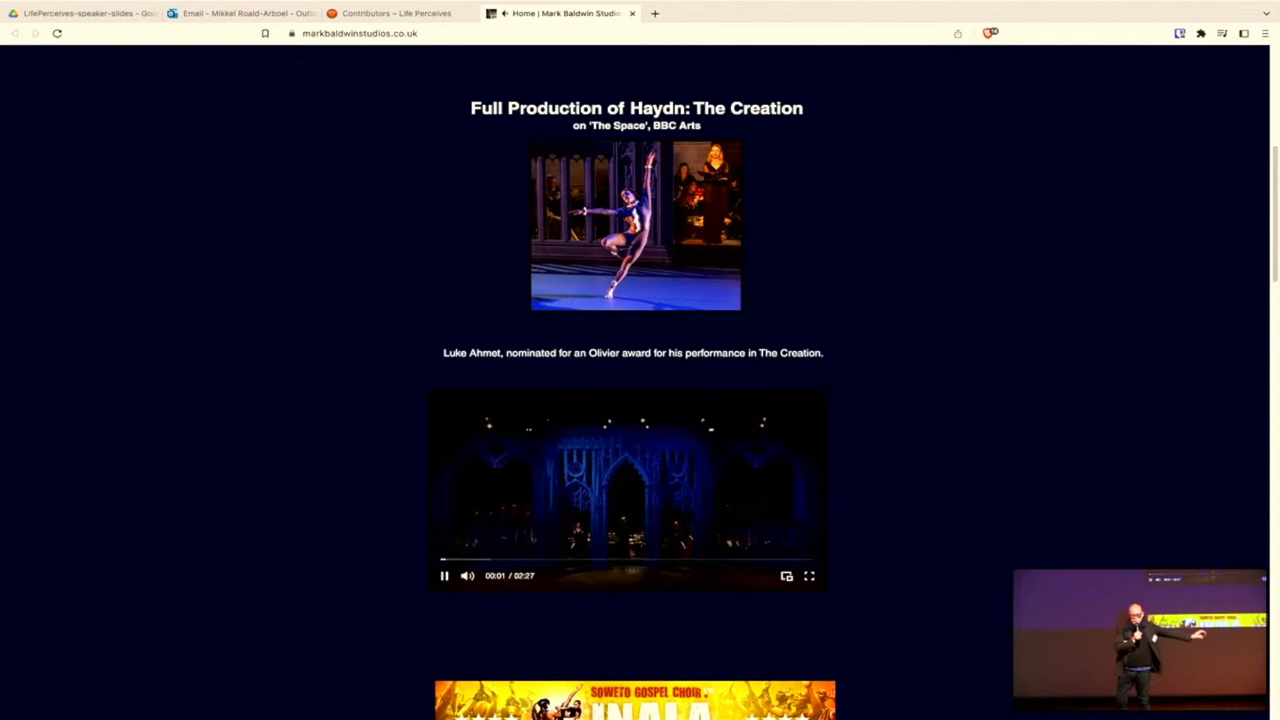 LifePerceives-speaker-slides - Goo
Email - Mikkel Roald-Arboel - Outlo
Contributors – Life Perceives
Home | Mark Baldwin Studio
markbaldwinstudios.co.uk
Full Production of Haydn: The Creation
on 'The Space', BBC Arts
Luke Ahmet, nominated for an Olivier award for his performance in The Creation.
00:01 / 02:27
SOWETO GOSPEL CHOIR
INALA